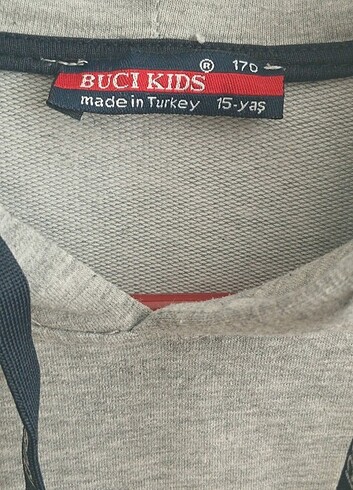 ® 170
BUCI KIDS
made in Turkey 15-yaş